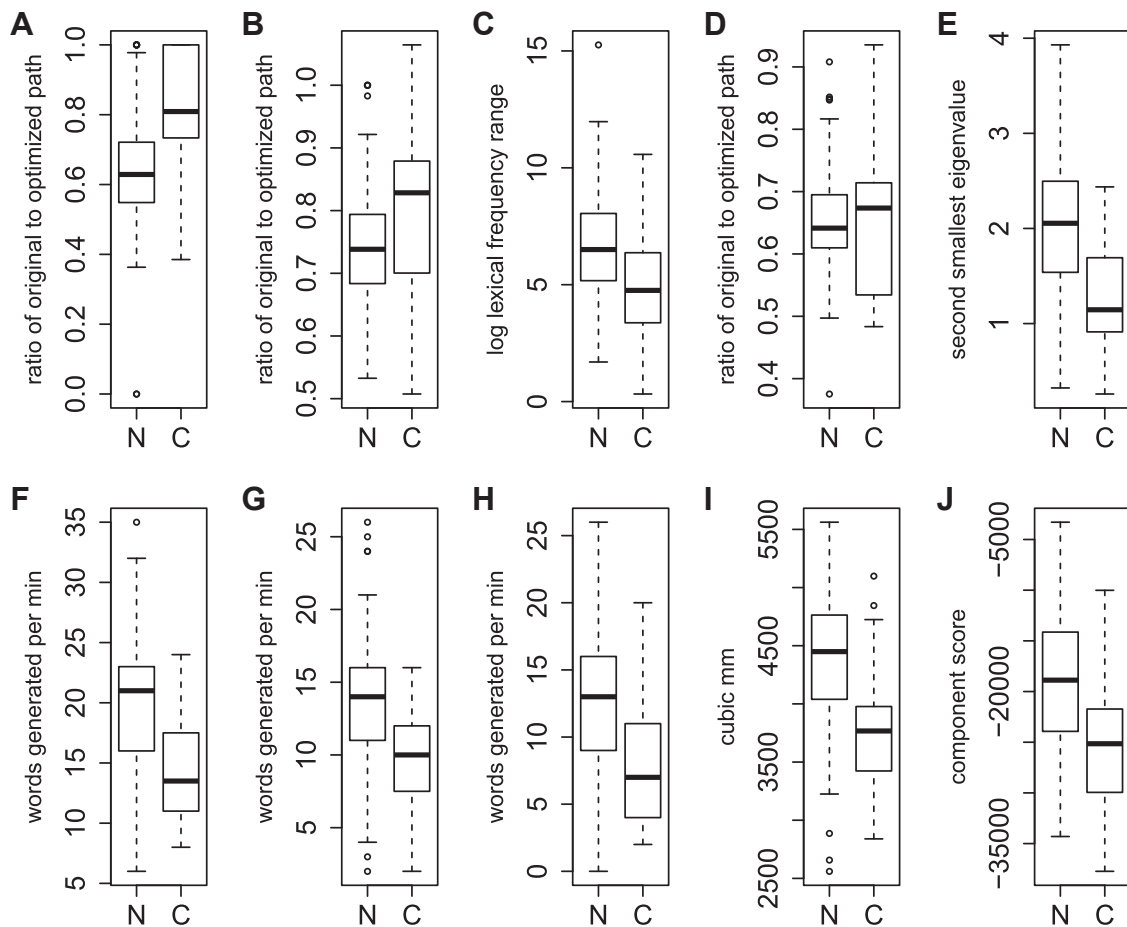 A
ratio of original to optimized path
0.0 0.2 0.4 0.6 0.8 1.0
N C
B
ratio of original to optimized path
0.5 0.6 0.7 0.8 0.9 1.0
N C
C
log lexical frequency range
0 5 10 15
N C
D
ratio of original to optimized path
0.4 0.5 0.6 0.7 0.8 0.9
N C
E
second smallest eigenvalue
1 2 3 4
N C
F
words generated per min
5 10 15 20 25 30 35
N C
G
words generated per min
5 10 15 20 25
N C
H
words generated per min
0 5 10 15 20 25
N C
I
cubic mm
2500 3500 4500 5500
N C
J
component score
−35000 −20000 −5000
N C